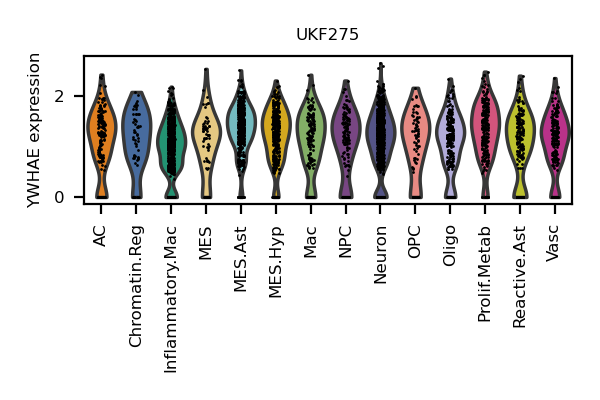 UKF275
YWHAE expression
2
0
AC
Chromatin.Reg
Inflammatory.Mac
MES
MES.Ast
MES.Hyp
Mac
NPC
Neuron
OPC
Oligo
Prolif.Metab
Reactive.Ast
Vasc